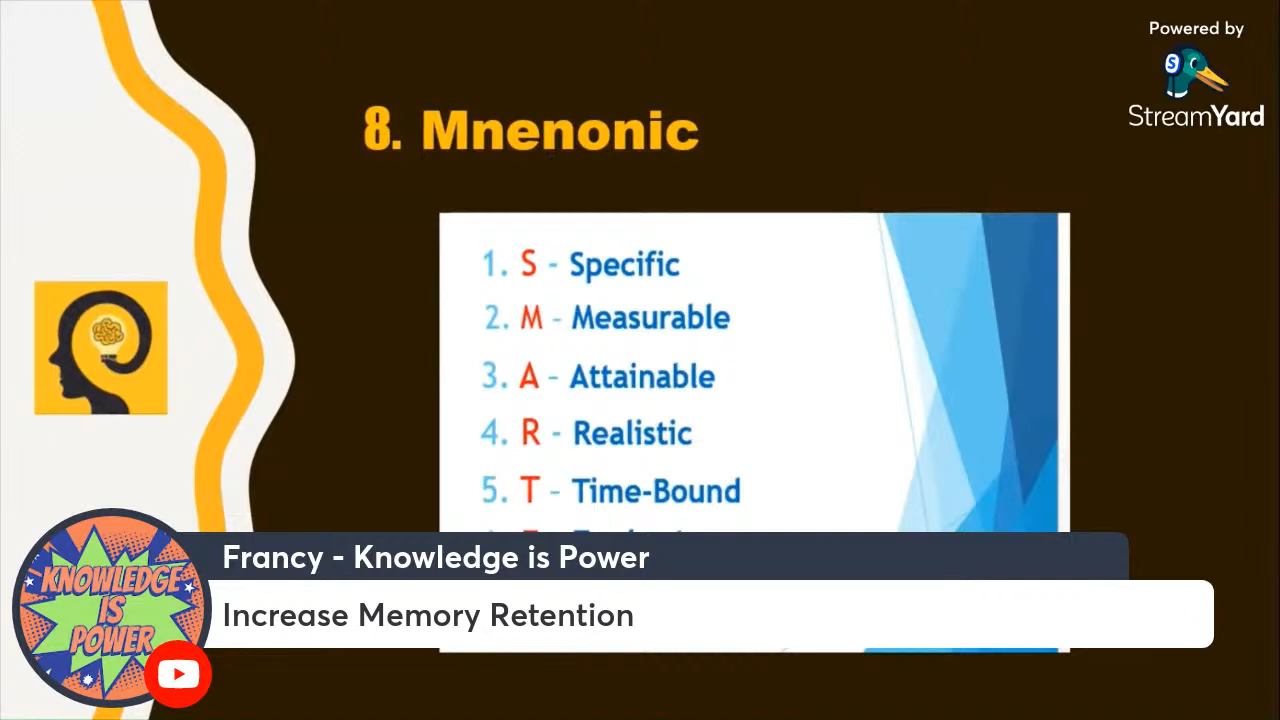 Powered by
S
StreamYard
8. Mnenonic
1. S - Specific
2. M - Measurable
3. A - Attainable
4. R - Realistic
5. T - Time-Bound
Francy - Knowledge is Power
Increase Memory Retention
KNOWLEDGE
IS
POWER